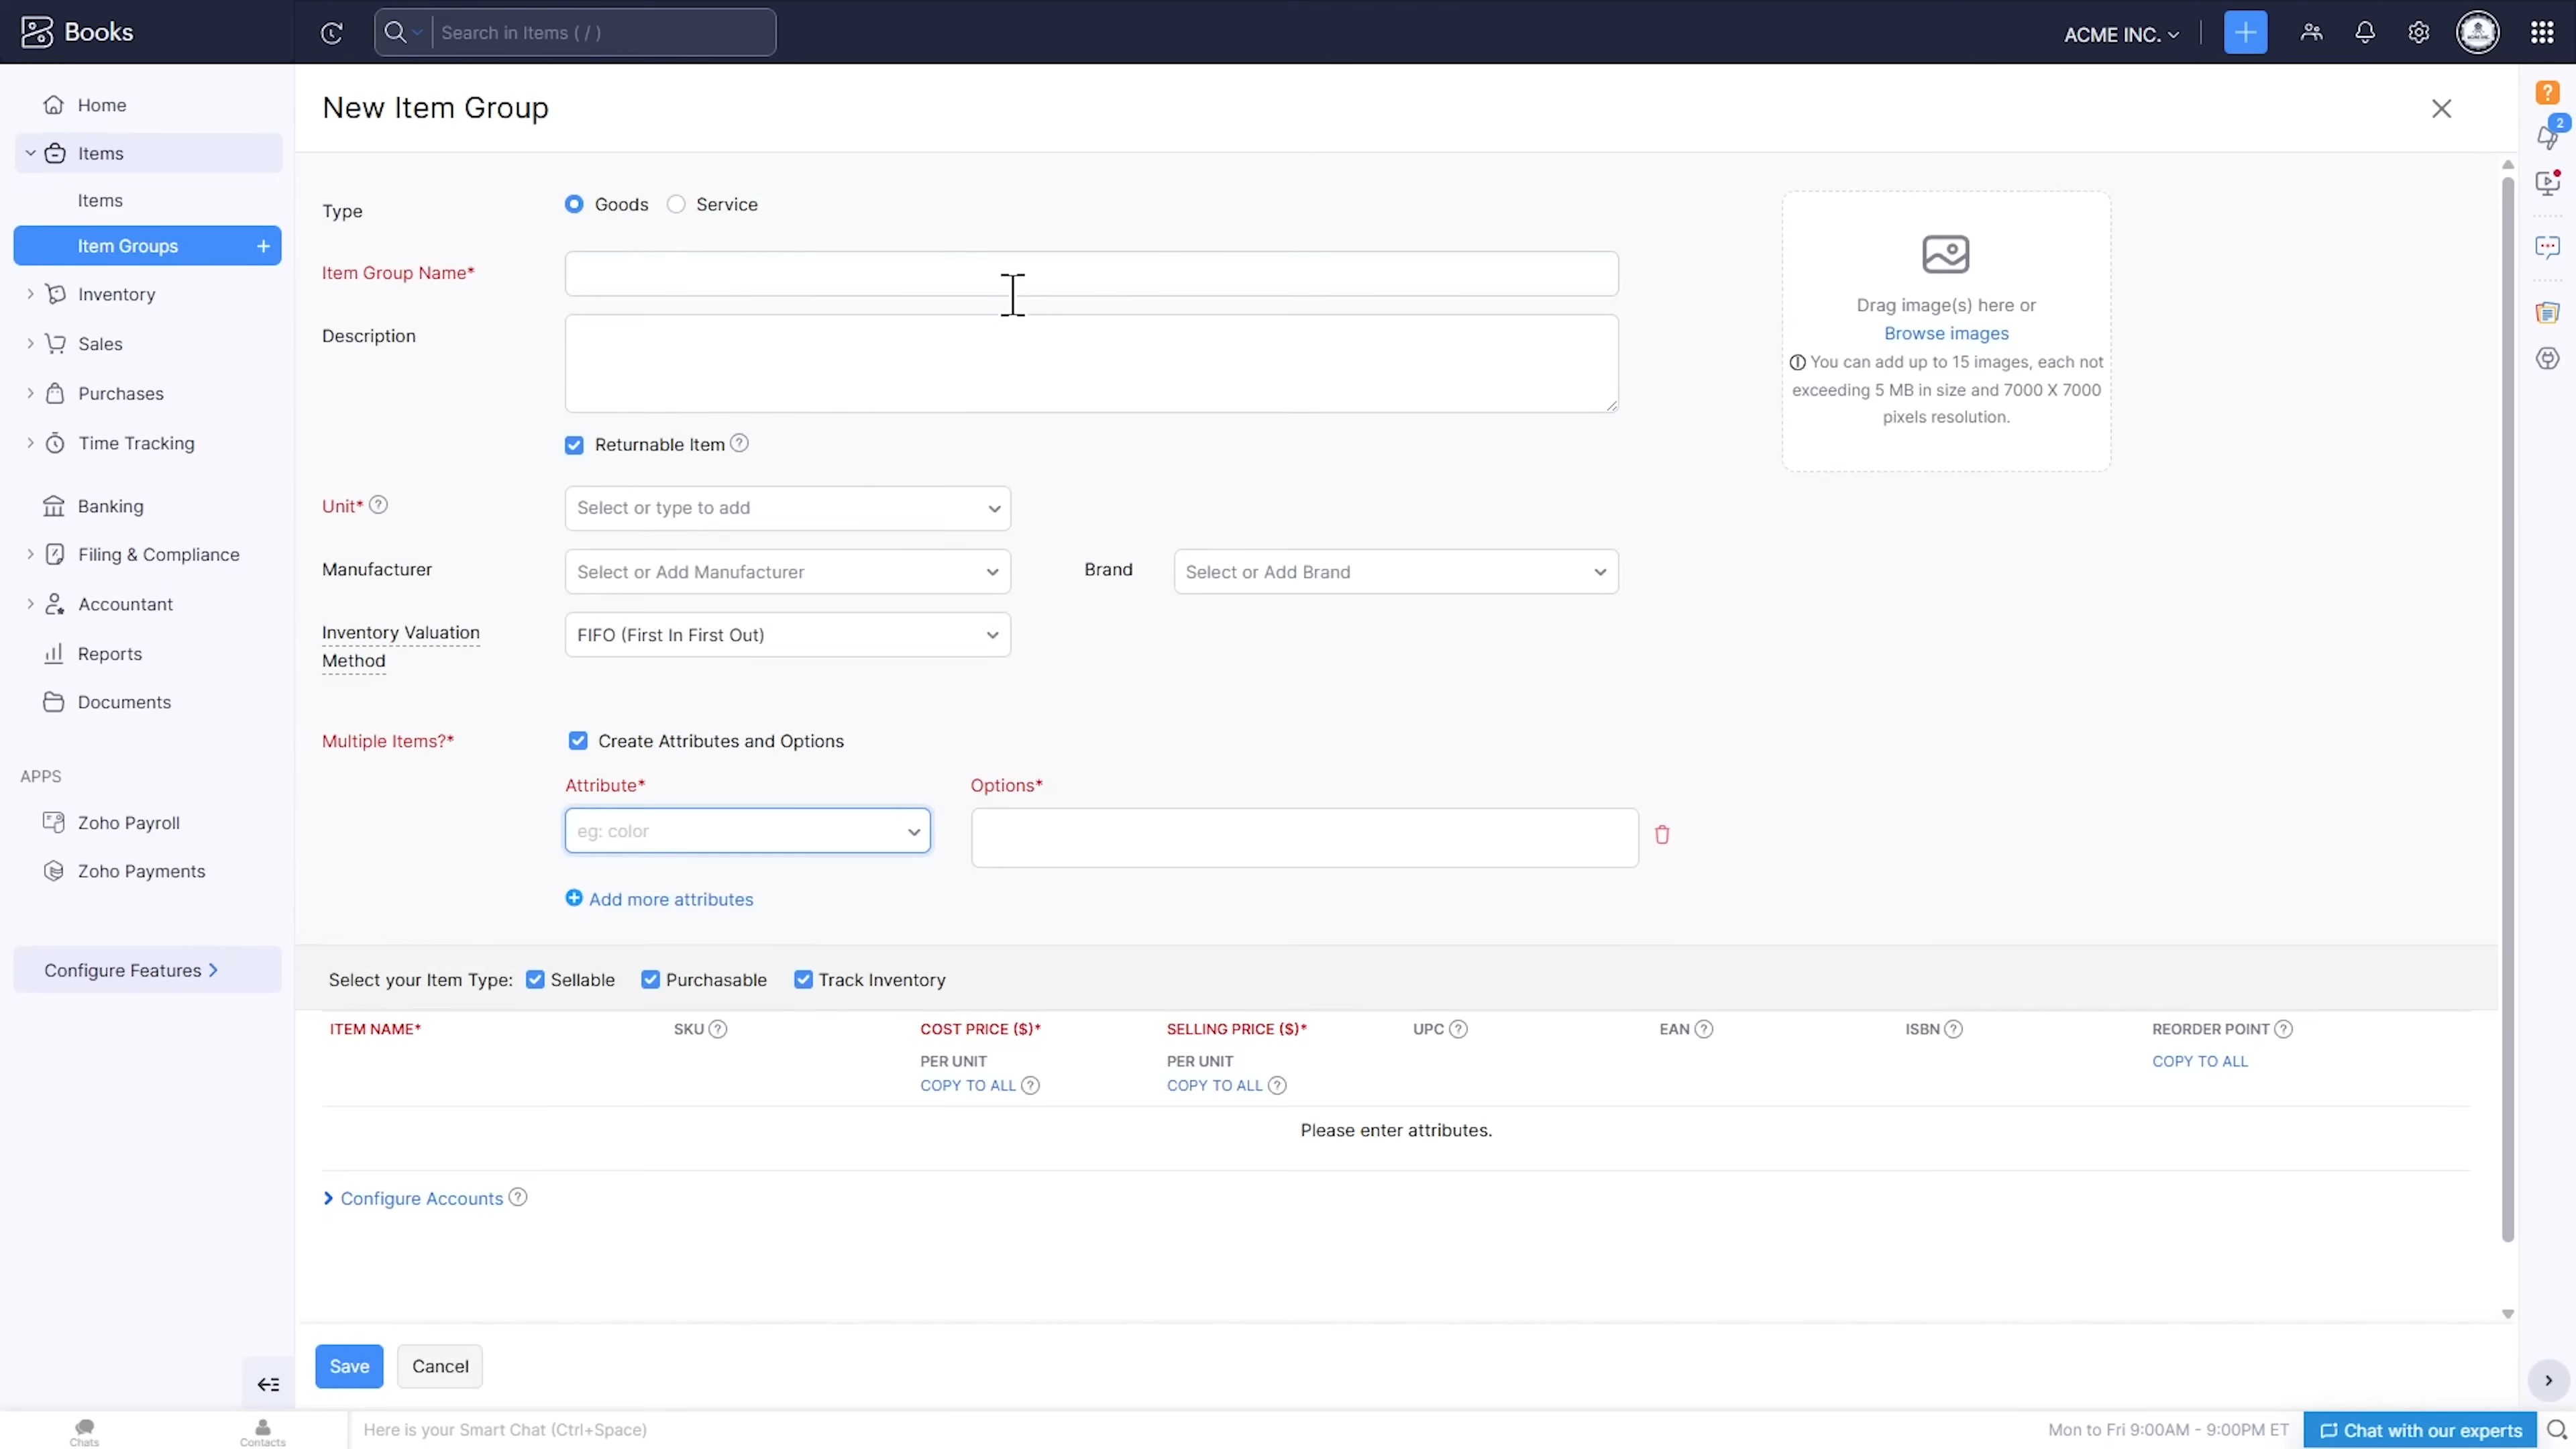 Books
Search in Items ( / )
ACME INC.
Home
Items
Items
Item Groups
Inventory
Sales
Purchases
Time Tracking
Banking
Filing & Compliance
Accountant
Reports
Documents
APPS
Zoho Payroll
Zoho Payments
Configure Features
New Item Group
Type
Goods
Service
Item Group Name*
Description
Returnable Item
Unit*
Select or type to add
Manufacturer
Select or Add Manufacturer
Brand
Select or Add Brand
Inventory Valuation
Method
FIFO (First In First Out)
Drag image(s) here or
Browse images
You can add up to 15 images, each not
exceeding 5 MB in size and 7000 X 7000
pixels resolution.
Multiple Items?*
Create Attributes and Options
Attribute*
Options*
eg: color
Add more attributes
Select your Item Type:
Sellable
Purchasable
Track Inventory
ITEM NAME*
SKU
COST PRICE ($)*
PER UNIT
COPY TO ALL
SELLING PRICE ($)*
PER UNIT
COPY TO ALL
UPC
EAN
ISBN
REORDER POINT
COPY TO ALL
Please enter attributes.
Configure Accounts
Save
Cancel
2
Chats
Contacts
Here is your Smart Chat (Ctrl+Space)
Mon to Fri 9:00AM - 9:00PM ET
Chat with our experts